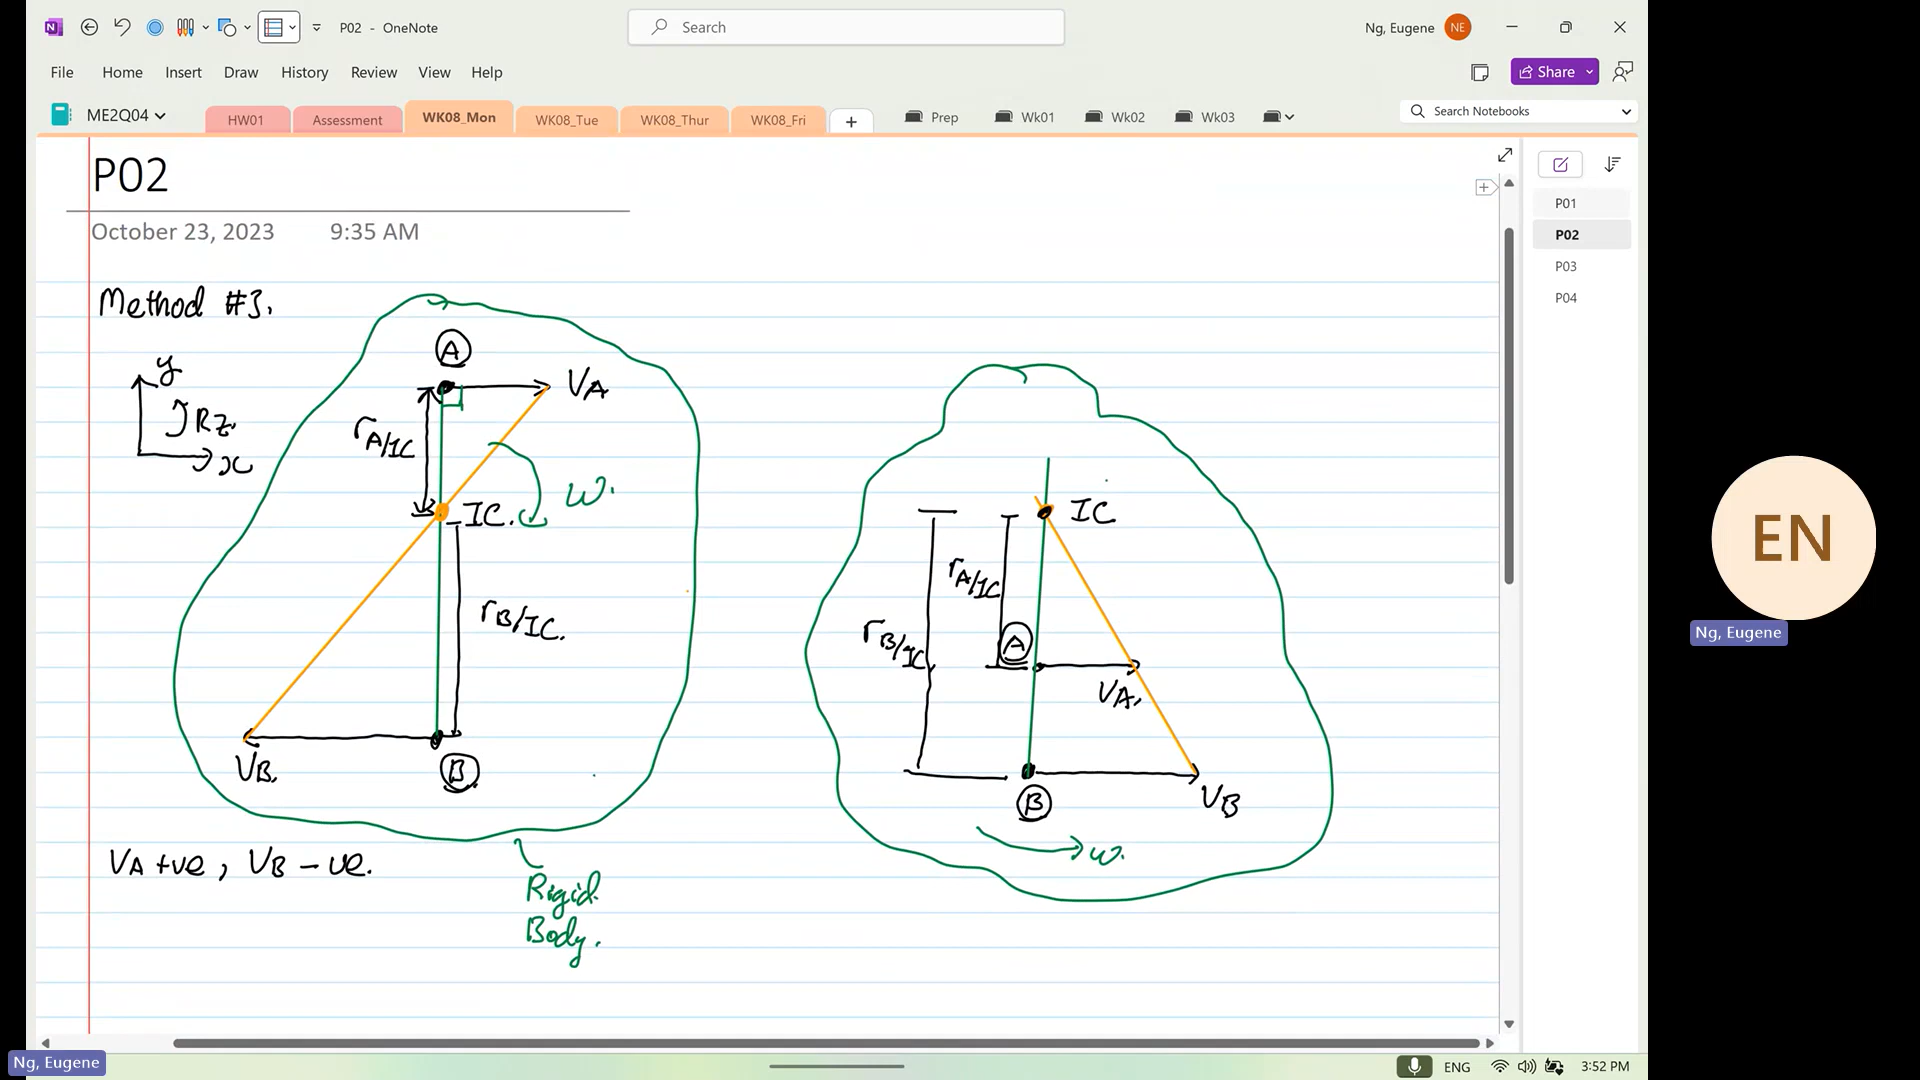 P02 - OneNote
Search
Ng, Eugene
NE
File Home Insert Draw History Review View Help
Share
ME2Q04
HW01
Assessment
WK08_Mon
WK08_Tue
WK08_Thur
WK08_Fri
+
Prep
Wk01
Wk02
Wk03
Search Notebooks
P02
October 23, 2023 9:35 AM
P01
P02
P03
P04
Method #3.
y
Rz.
x
A
VA
rA/IC
IC.
ω.
rB/IC.
VB.
B
VA +ve, VB -ve.
Rigid
Body.
IC
rA/IC
rB/IC
A
VA.
B
VB
ω.
EN
Ng, Eugene
Ng, Eugene
ENG
3:52 PM